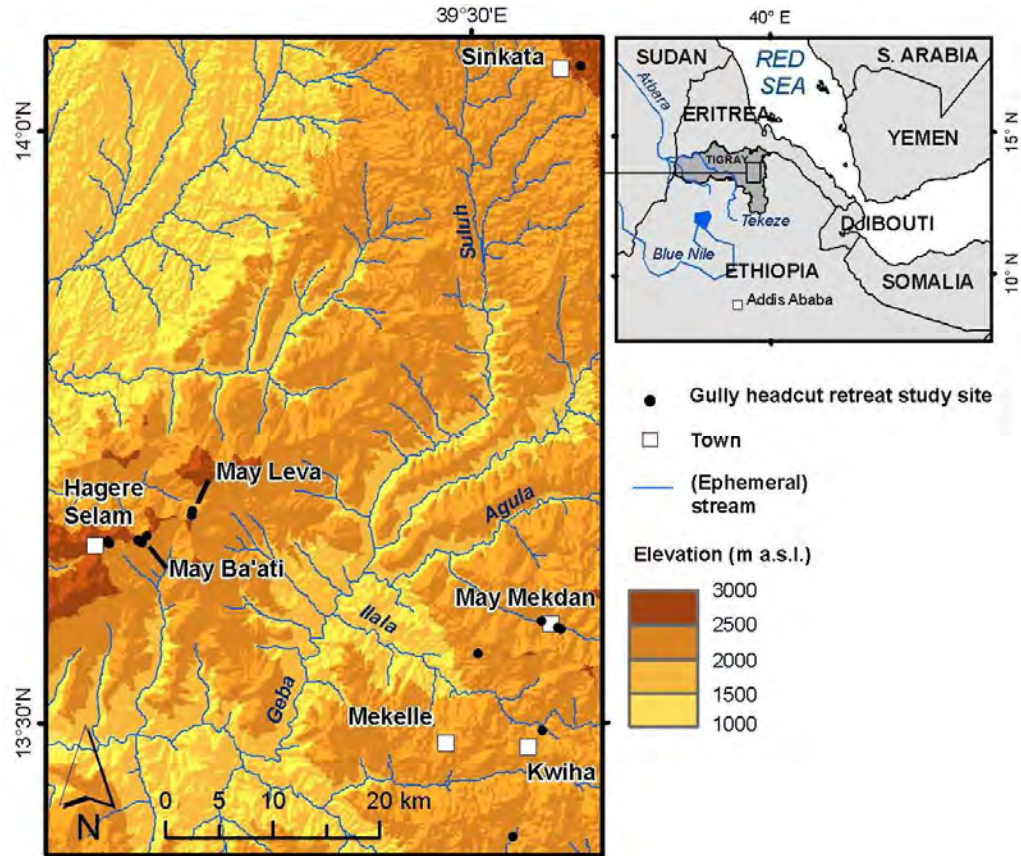 39°30'E
14°0'N
13°30'N
Sinkata
Suluh
May Leva
Hagere
Selam
May Ba'ati
Agula
May Mekdan
Ilala
Geba
Mekelle
Kwiha
N
0 5 10 20 km
40° E
15° N
10° N
SUDAN
RED
SEA
S. ARABIA
Atbara
ERITREA
YEMEN
TIGRAY
Tekeze
DJIBOUTI
Blue Nile
ETHIOPIA
SOMALIA
Addis Ababa
Gully headcut retreat study site
Town
(Ephemeral)
stream
Elevation (m a.s.l.)
3000
2500
2000
1500
1000